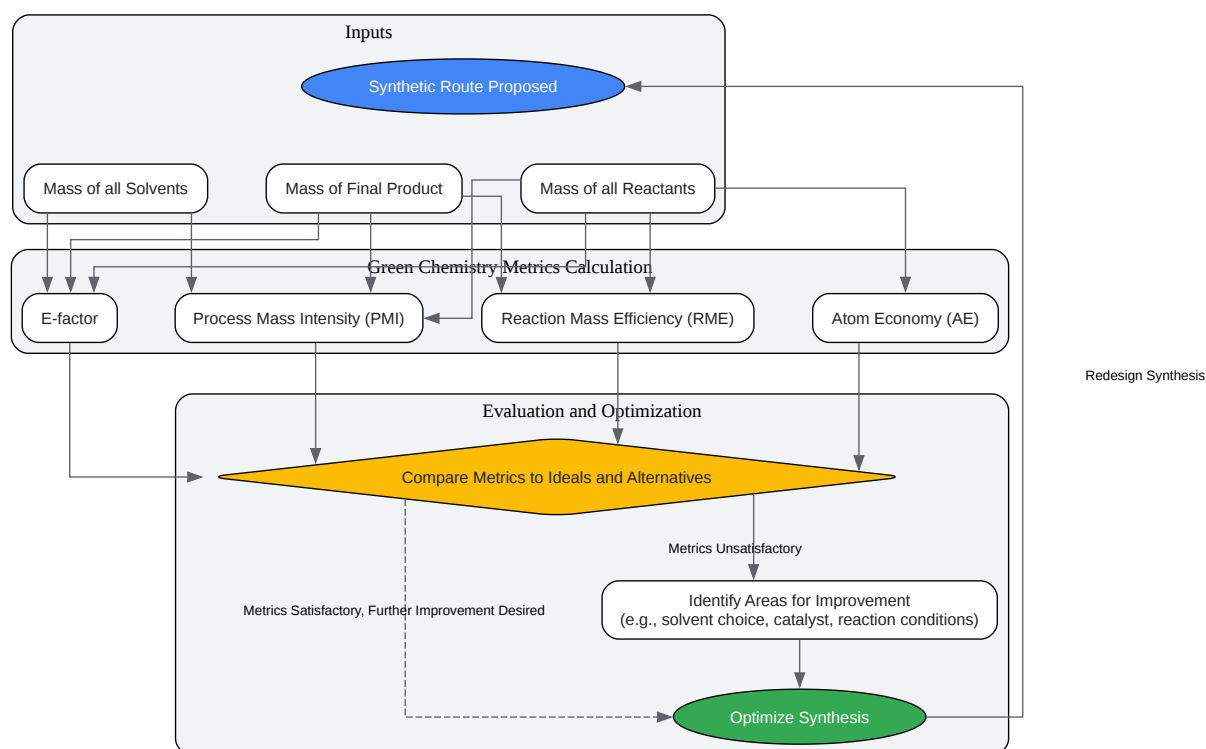 Inputs
Synthetic Route Proposed
Mass of all Solvents
Mass of Final Product
Mass of all Reactants
Green Chemistry Metrics Calculation
E-factor
Process Mass Intensity (PMI)
Reaction Mass Efficiency (RME)
Atom Economy (AE)
Redesign Synthesis
Evaluation and Optimization
Compare Metrics to Ideals and Alternatives
Metrics Unsatisfactory
Metrics Satisfactory, Further Improvement Desired
Identify Areas for Improvement
(e.g., solvent choice, catalyst, reaction conditions)
Optimize Synthesis